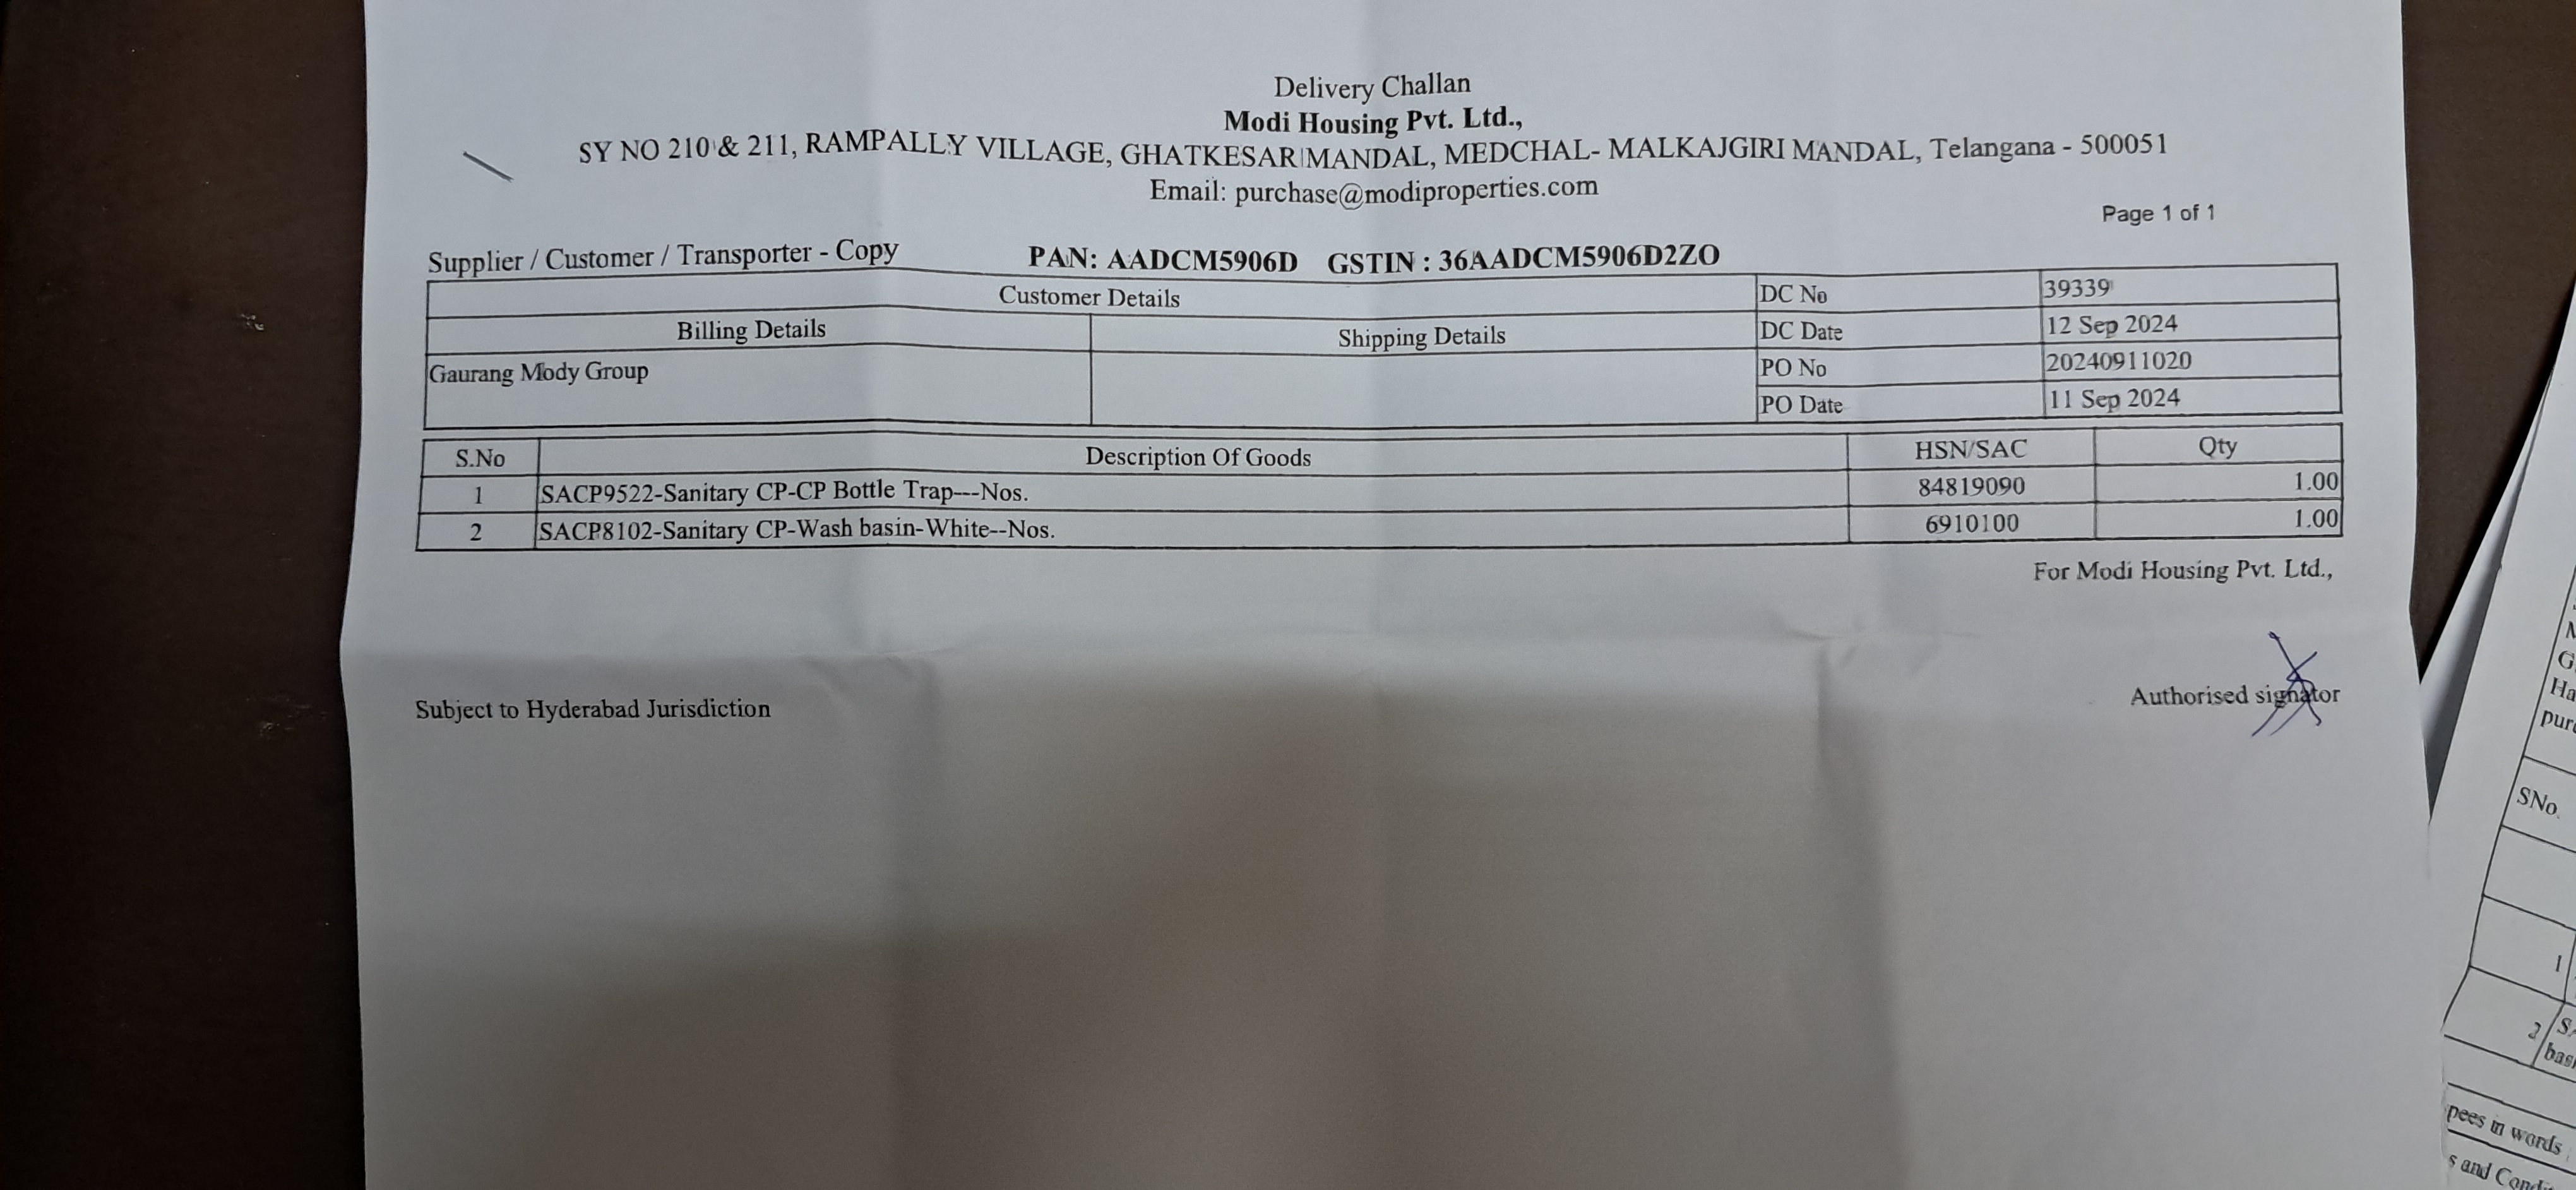 Delivery Challan
Modi Housing Pvt. Ltd.,
SY NO 210 & 211, RAMPALLY VILLAGE, GHATKESAR MANDAL, MEDCHAL- MALKAJGIRI MANDAL, Telangana - 500051
Email: purchase@modiproperties.com
Page 1 of 1
Supplier / Customer / Transporter - Copy PAN: AADCM5906D GSTIN : 36AADCM5906D2ZO
Customer Details DC No 39339
Billing Details Shipping Details DC Date 12 Sep 2024
Gaurang Mody Group PO No 20240911020
PO Date 11 Sep 2024
S.No Description Of Goods HSN/SAC Qty
1 SACP9522-Sanitary CP-CP Bottle Trap---Nos. 84819090 1.00
2 SACP8102-Sanitary CP-Wash basin-White--Nos. 6910100 1.00
For Modi Housing Pvt. Ltd.,
Subject to Hyderabad Jurisdiction Authorised signator
SNo.
1
2
pees in words
s and